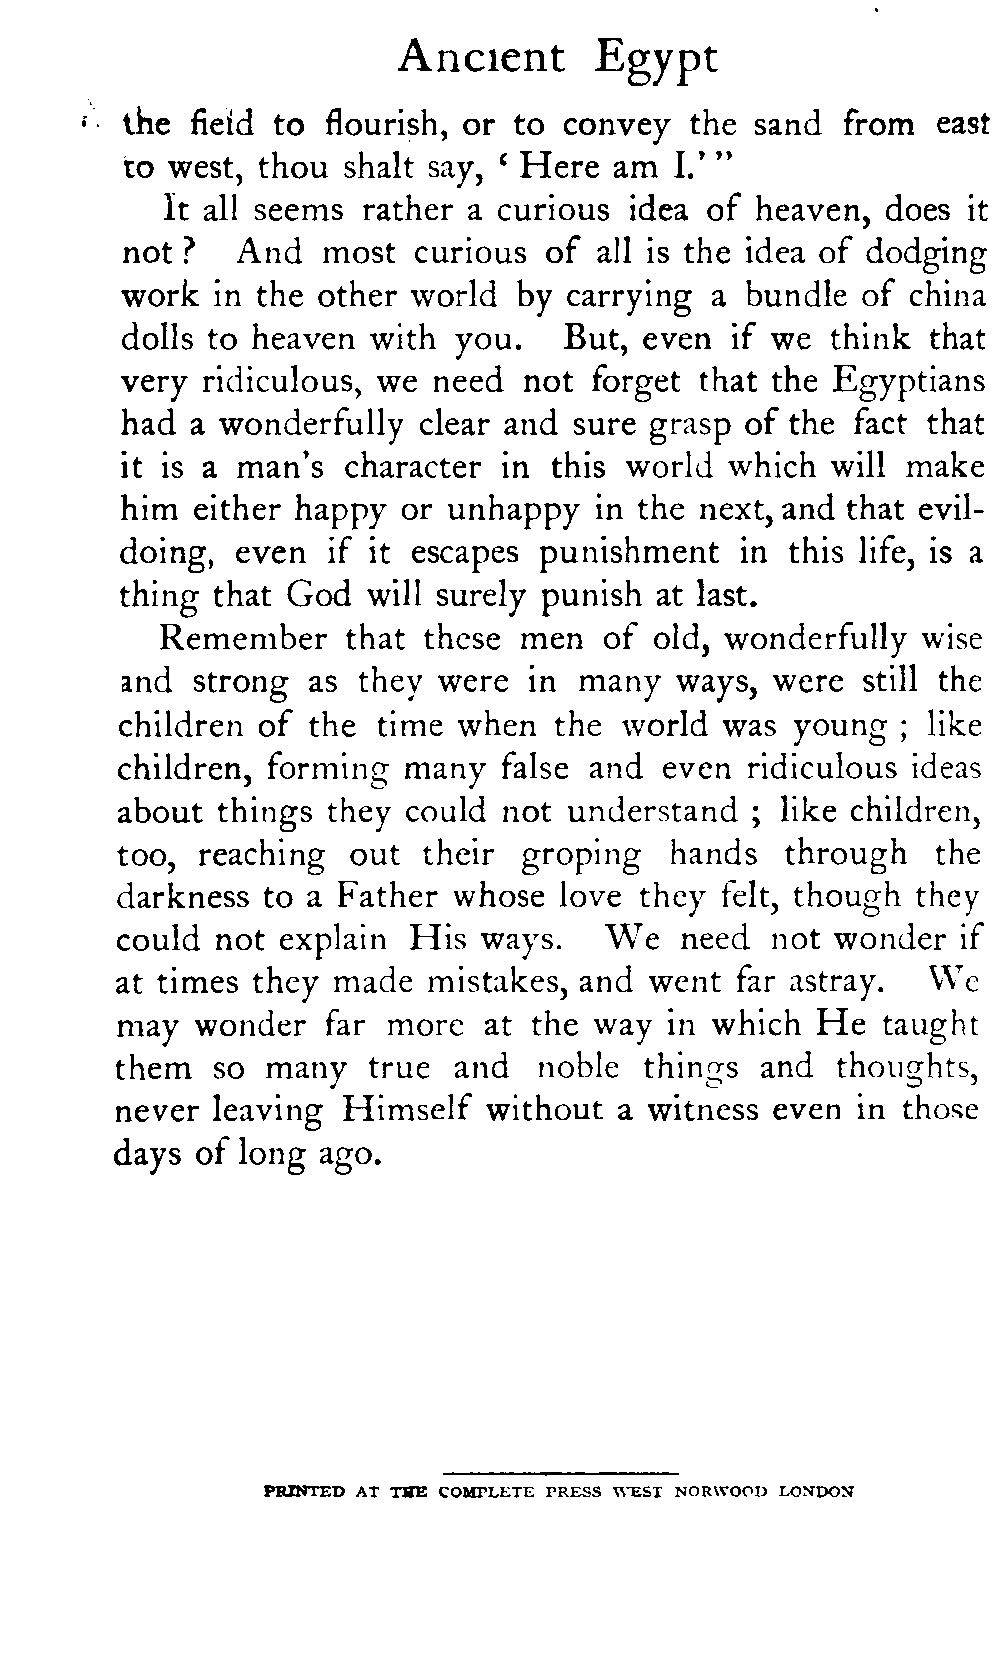 Ancient Egypt
the field to flourish, or to convey the sand from east
to west, thou shalt say, ‘ Here am I.’ ”
It all seems rather a curious idea of heaven, does it
not ? And most curious of all is the idea of dodging
work in the other world by carrying a bundle of china
dolls to heaven with you. But, even if we think that
very ridiculous, we need not forget that the Egyptians
had a wonderfully clear and sure grasp of the fact that
it is a man's character in this world which will make
him either happy or unhappy in the next, and that evil-
doing, even if it escapes punishment in this life, is a
thing that God will surely punish at last.
Remember that these men of old, wonderfully wise
and strong as they were in many ways, were still the
children of the time when the world was young ; like
children, forming many false and even ridiculous ideas
about things they could not understand ; like children,
too, reaching out their groping hands through the
darkness to a Father whose love they felt, though they
could not explain His ways. We need not wonder if
at times they made mistakes, and went far astray. We
may wonder far more at the way in which He taught
them so many true and noble things and thoughts,
never leaving Himself without a witness even in those
days of long ago.
PRINTED AT THE COMPLETE PRESS WEST NORWOOD LONDON